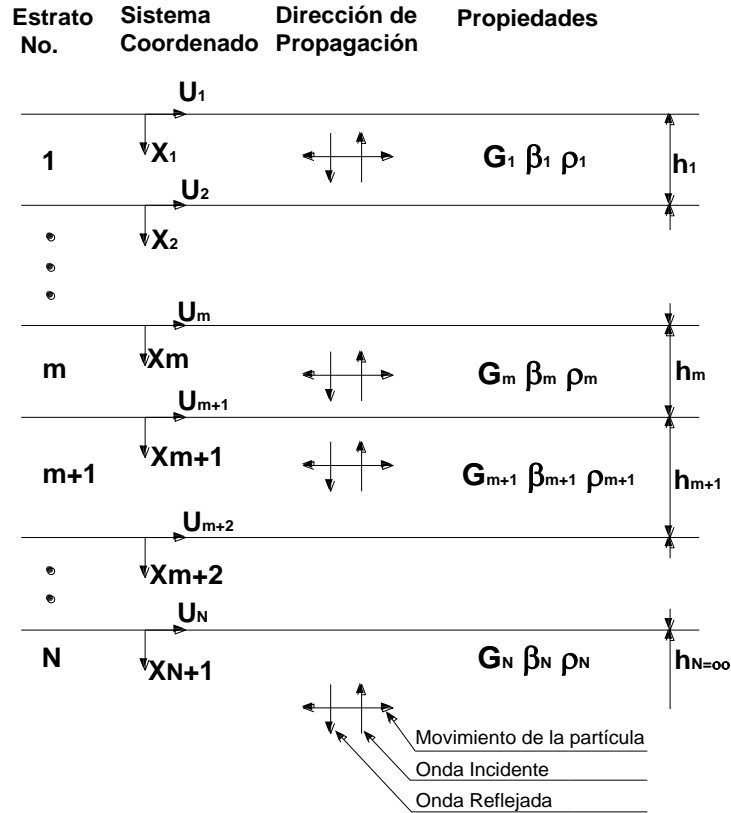 Estrato No. Sistema Coordenado Dirección de Propagación Propiedades
U1
1 X1 G1 β1 ρ1 h1
U2
X2
Um
m Xm Gm βm ρm hm
Um+1
m+1 Xm+1 Gm+1 βm+1 ρm+1 hm+1
Um+2
Xm+2
UN
N XN+1 GN βN ρN hN=oo
Movimiento de la partícula
Onda Incidente
Onda Reflejada